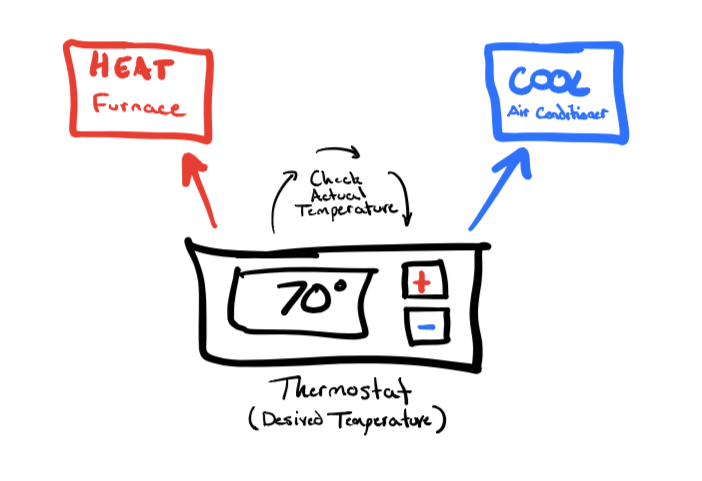 HEAT
Furnace
COOL
Air Conditioner
Check
Actual
Temperature
70°
+
-
Thermostat
(Desired Temperature)